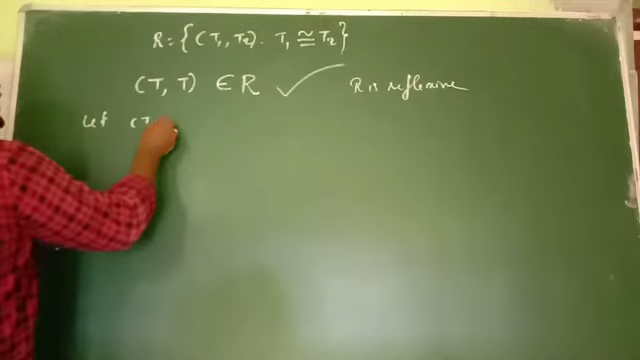 R = { (T₁, T₂) . T₁ ≅ T₂ }
(T, T) ∈ R ✓ R is reflexive
Let (T